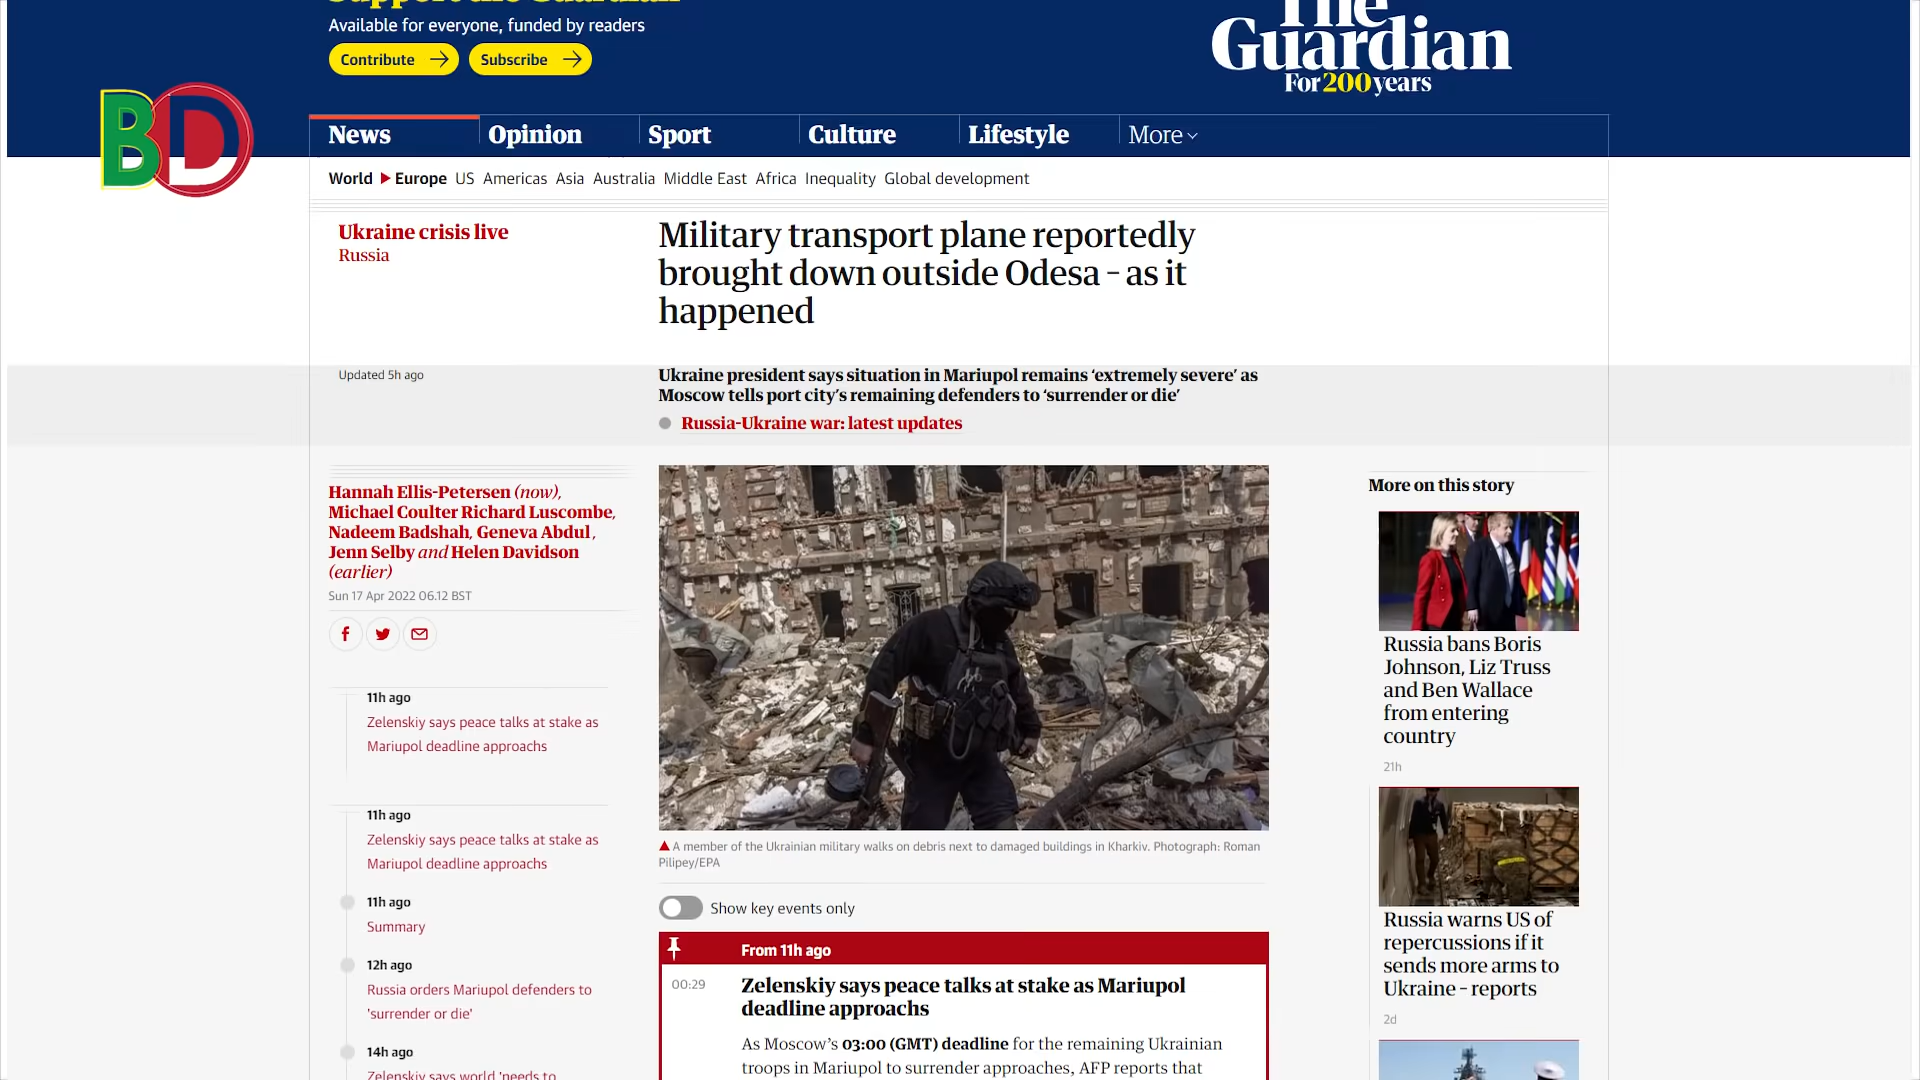 Support the Guardian
Available for everyone, funded by readers
Contribute
Subscribe
The
Guardian
For 200 years
BD
News
Opinion
Sport
Culture
Lifestyle
More
World
Europe
US
Americas
Asia
Australia
Middle East
Africa
Inequality
Global development
Ukraine crisis live
Russia
Military transport plane reportedly
brought down outside Odesa – as it
happened
Updated 5h ago
Ukraine president says situation in Mariupol remains ‘extremely severe’ as
Moscow tells port city’s remaining defenders to ‘surrender or die’
Russia-Ukraine war: latest updates
Hannah Ellis-Petersen (now),
Michael Coulter Richard Luscombe,
Nadeem Badshah, Geneva Abdul,
Jenn Selby and Helen Davidson
(earlier)
Sun 17 Apr 2022 06.12 BST
11h ago
Zelenskiy says peace talks at stake as
Mariupol deadline approachs
11h ago
Zelenskiy says peace talks at stake as
Mariupol deadline approachs
11h ago
Summary
12h ago
Russia orders Mariupol defenders to
'surrender or die'
14h ago
Zelenskiy says world 'needs to
A member of the Ukrainian military walks on debris next to damaged buildings in Kharkiv. Photograph: Roman
Pilipey/EPA
Show key events only
From 11h ago
00:29
Zelenskiy says peace talks at stake as Mariupol
deadline approachs
As Moscow’s 03:00 (GMT) deadline for the remaining Ukrainian
troops in Mariupol to surrender approaches, AFP reports that
More on this story
Russia bans Boris
Johnson, Liz Truss
and Ben Wallace
from entering
country
21h
Russia warns US of
repercussions if it
sends more arms to
Ukraine – reports
2d